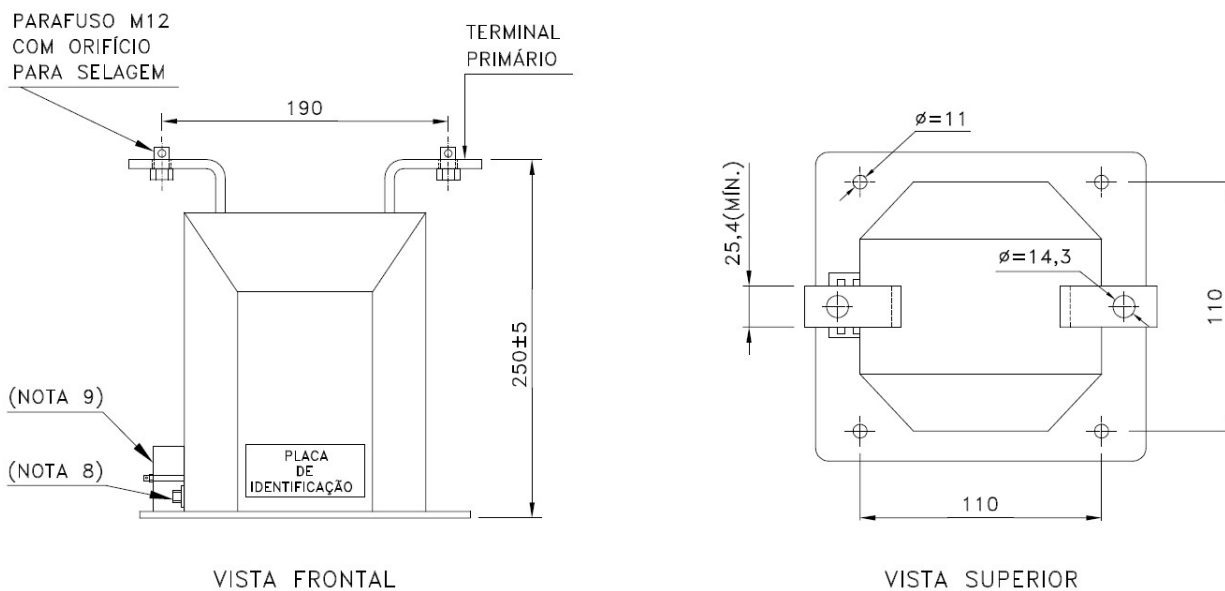 PARAFUSO M12
COM ORIFÍCIO
PARA SELAGEM
TERMINAL
PRIMÁRIO
190
250±5
(NOTA 9)
(NOTA 8)
PLACA
DE
IDENTIFICAÇÃO
VISTA FRONTAL
ø=11
25,4(MÍN.)
ø=14,3
110
110
VISTA SUPERIOR